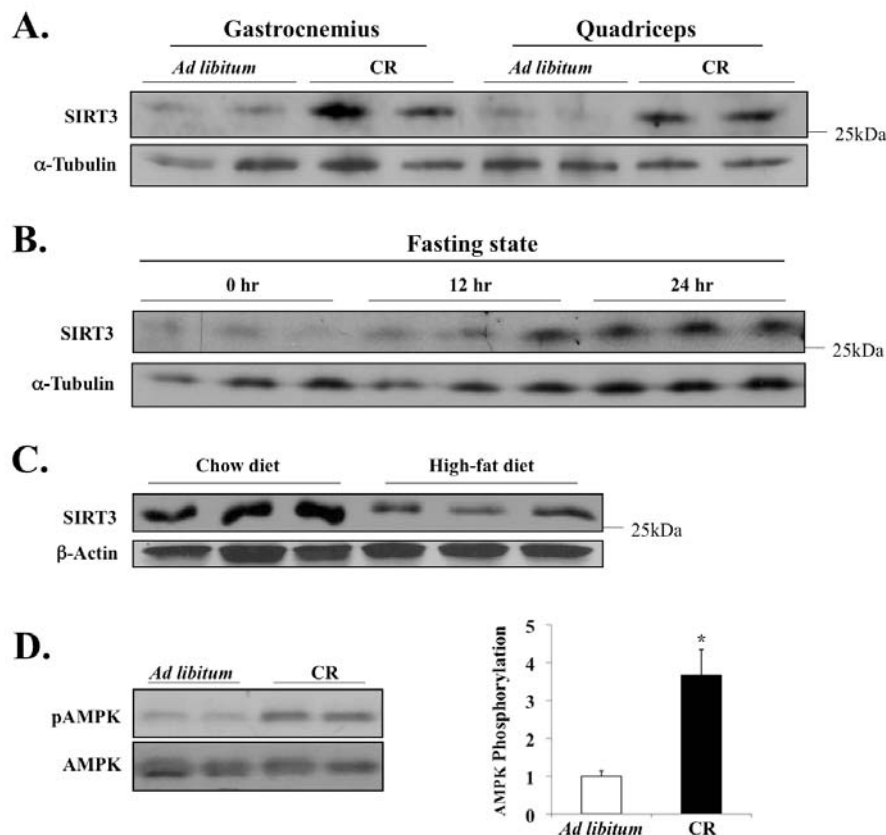 A.
Gastrocnemius Quadriceps
Ad libitum CR Ad libitum CR
SIRT3
25kDa
α-Tubulin
B.
Fasting state
0 hr 12 hr 24 hr
SIRT3
25kDa
α-Tubulin
C.
Chow diet High-fat diet
SIRT3
25kDa
β-Actin
D.
Ad libitum CR
pAMPK
AMPK
AMPK Phosphorylation
5
4
3
2
1
0
*
Ad libitum CR